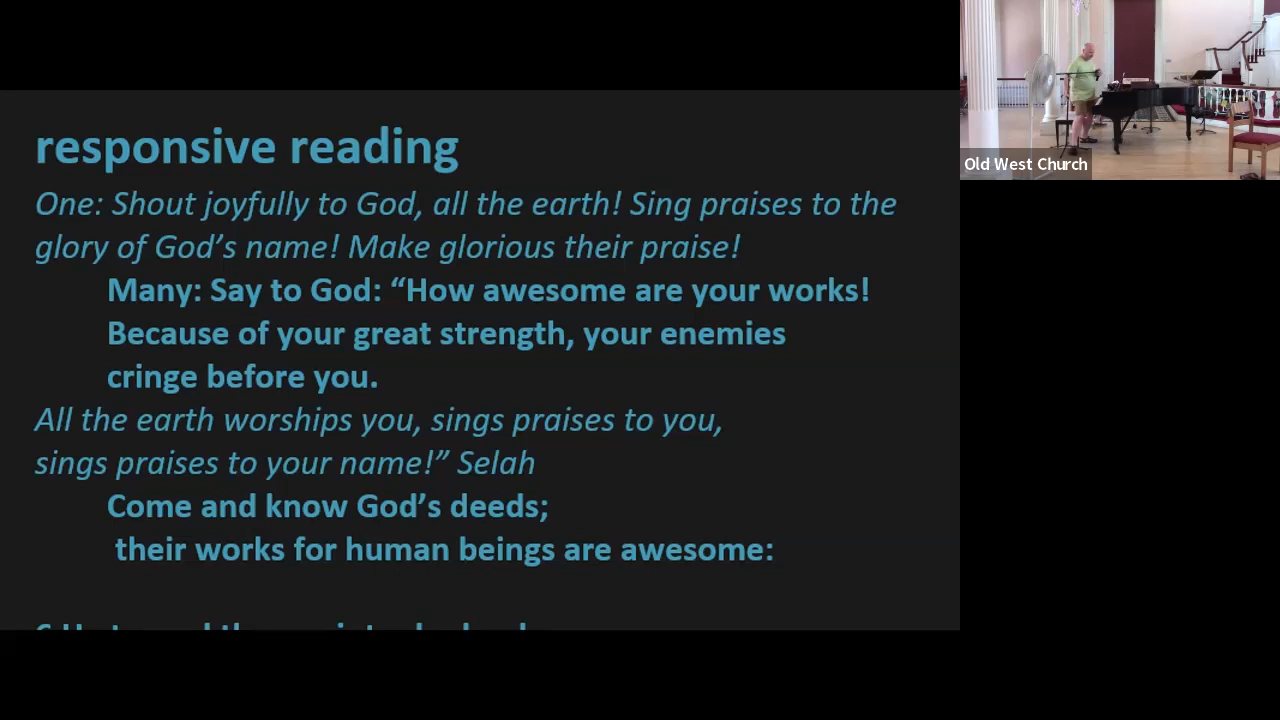 responsive reading
One: Shout joyfully to God, all the earth! Sing praises to the
glory of God’s name! Make glorious their praise!
Many: Say to God: “How awesome are your works!
Because of your great strength, your enemies
cringe before you.
All the earth worships you, sings praises to you,
sings praises to your name!” Selah
Come and know God’s deeds;
their works for human beings are awesome:
Old West Church